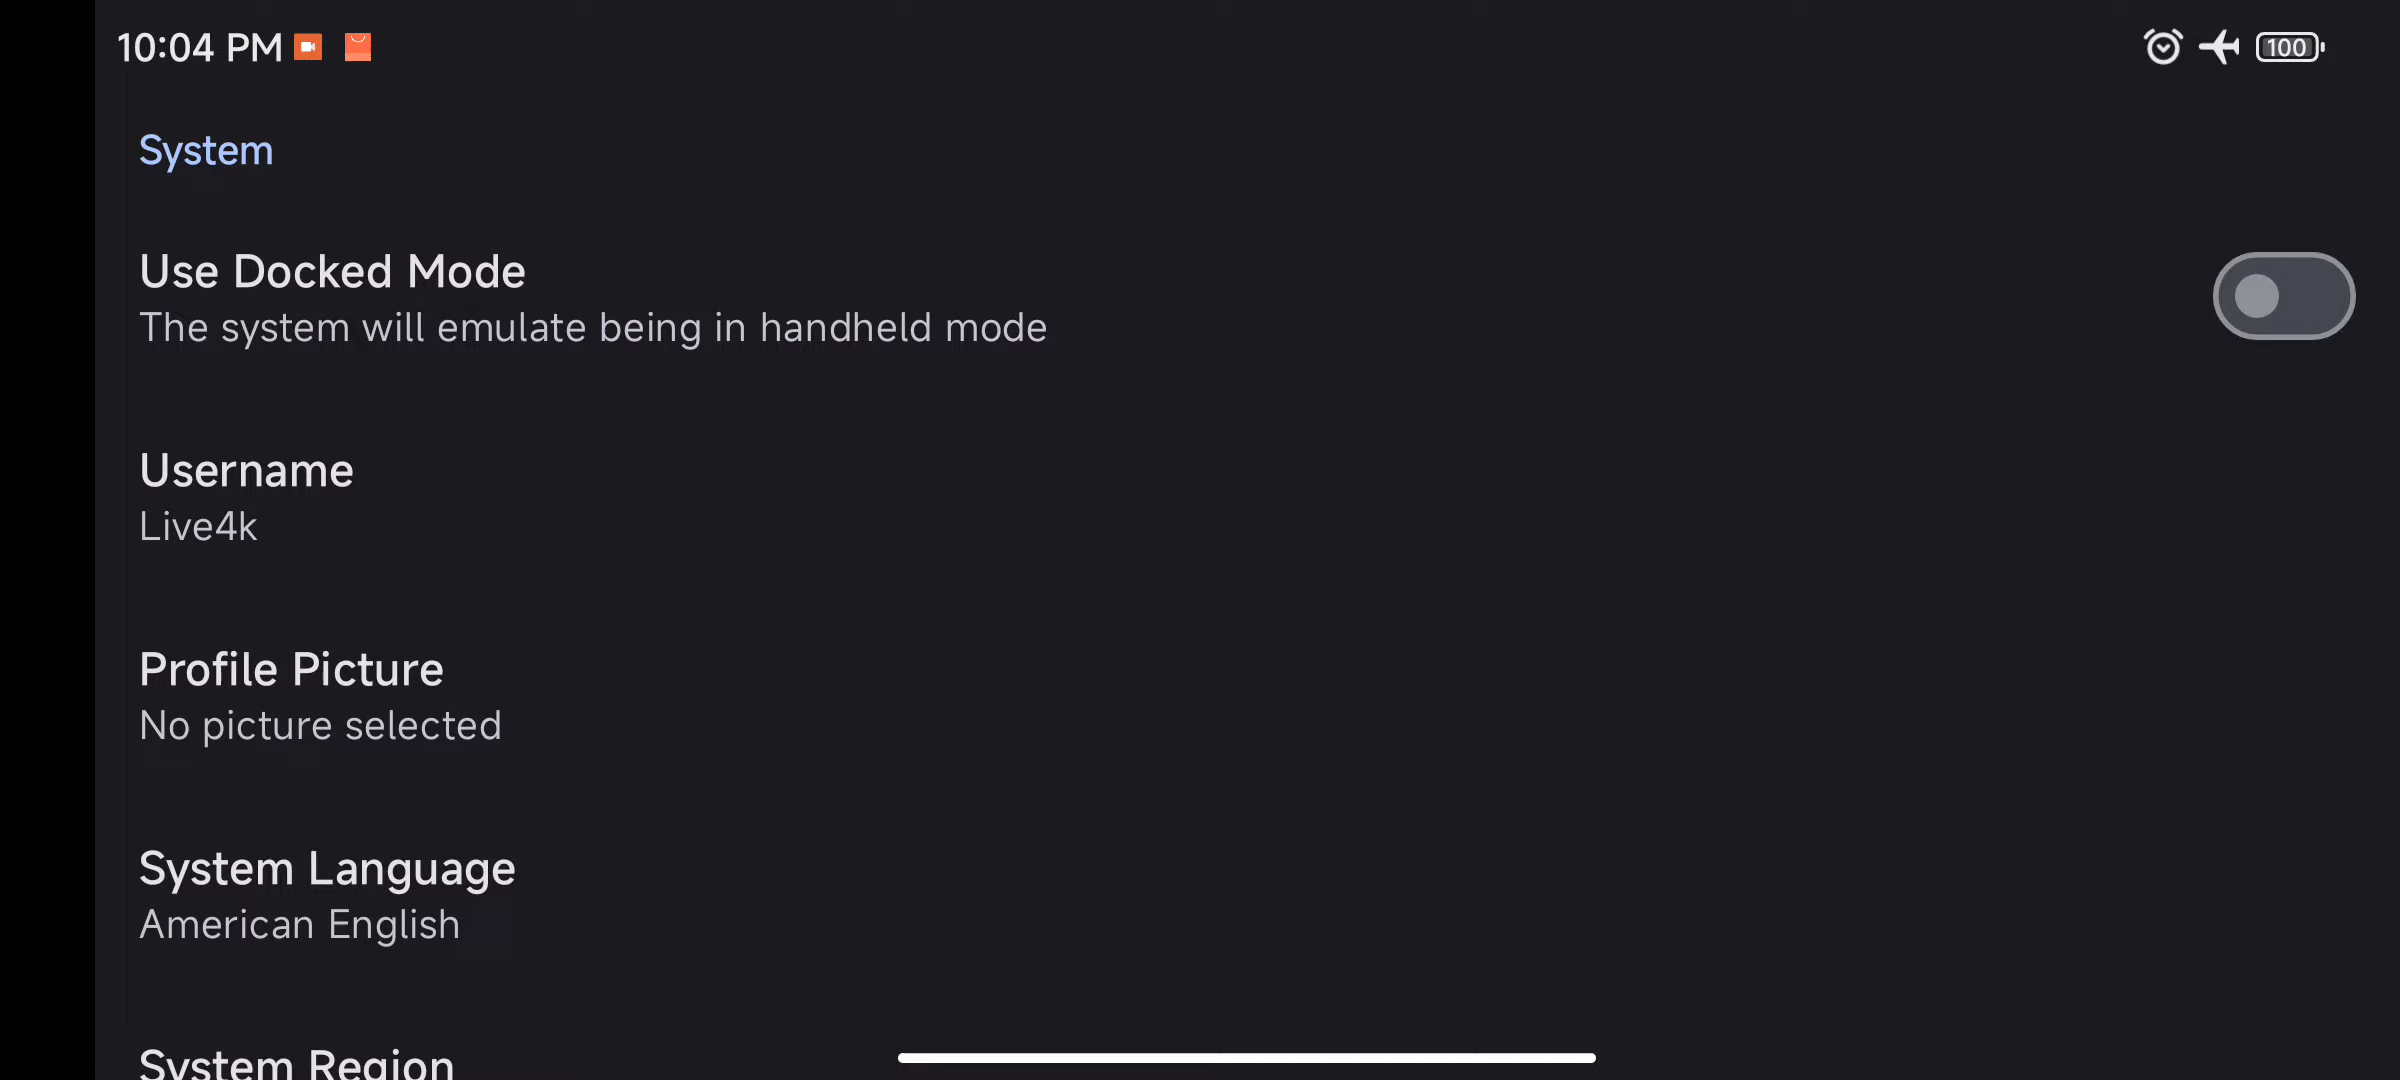 10:04 PM
100
System
Use Docked Mode
The system will emulate being in handheld mode
Username
Live4k
Profile Picture
No picture selected
System Language
American English
System Region